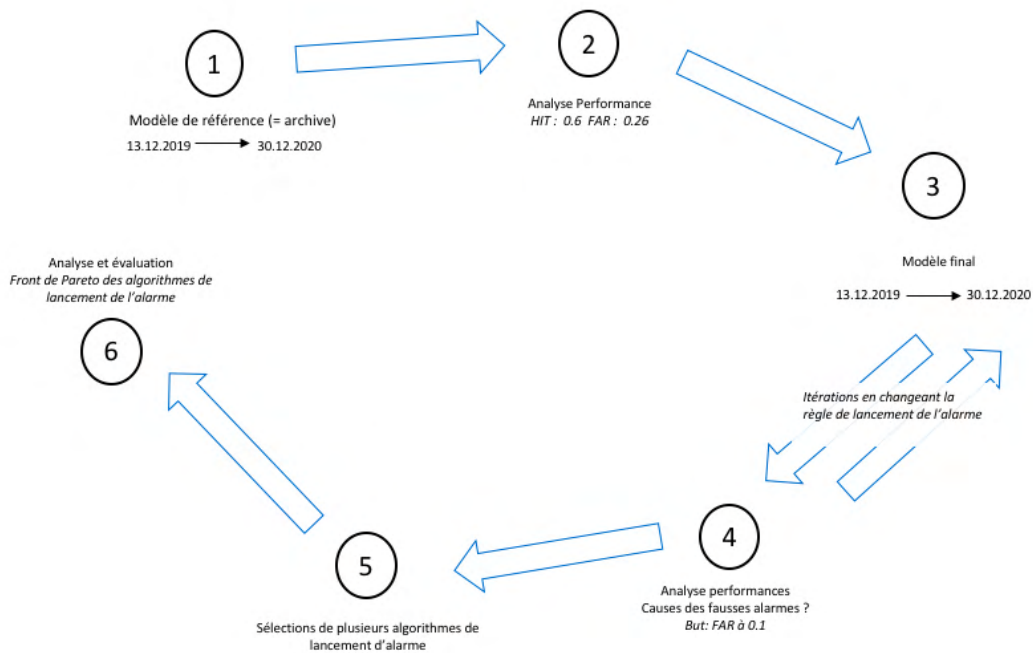 1
Modèle de référence (= archive)
13.12.2019 30.12.2020
2
Analyse Performance
HIT : 0.6 FAR : 0.26
3
Modèle final
13.12.2019 30.12.2020
Itérations en changeant la
règle de lancement de l'alarme
4
Analyse performances
Causes des fausses alarmes ?
But: FAR à 0.1
5
Sélections de plusieurs algorithmes de
lancement d'alarme
Analyse et évaluation
Front de Pareto des algorithmes de
lancement de l'alarme
6